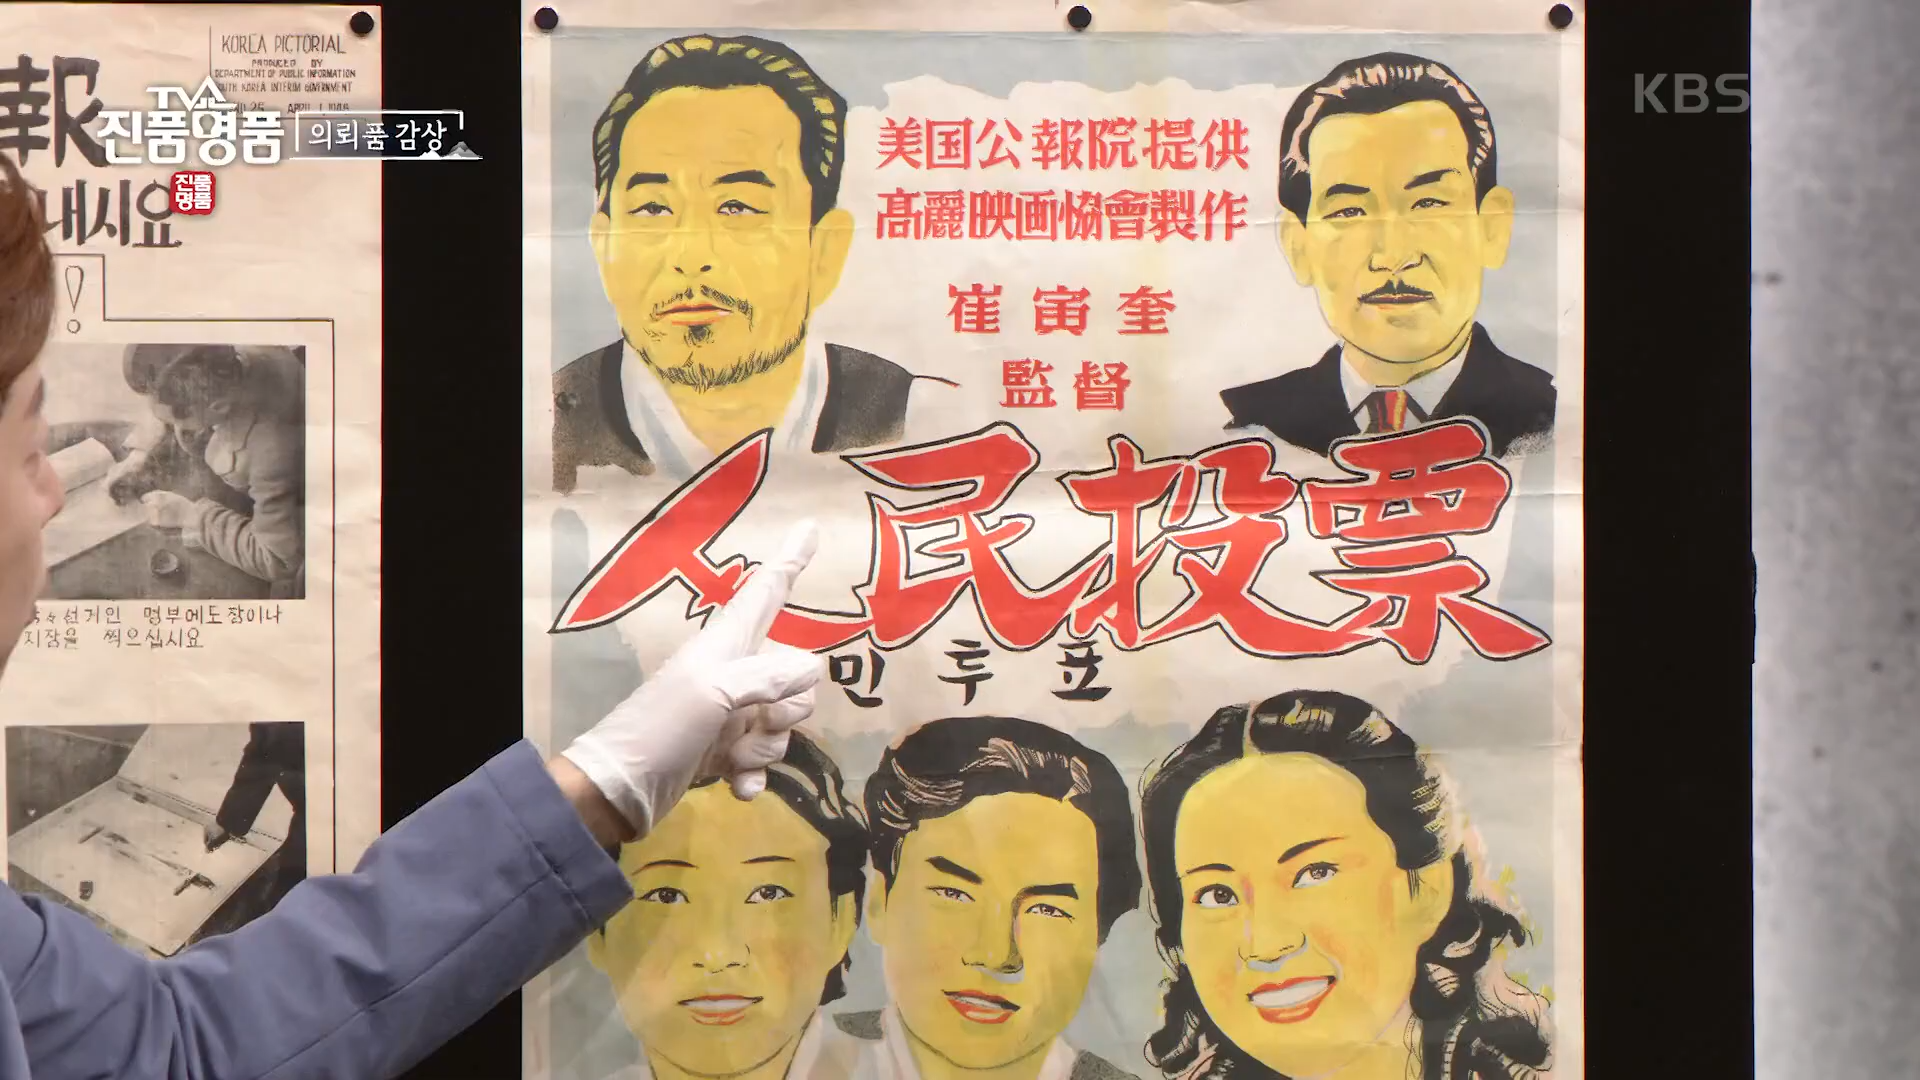 KOREA PICTORIAL
PRODUCED BY
DEPARTMENT OF PUBLIC INFORMATION
KOREA INTERIM GOVERNMENT
25 APRIL 1, 1948
報
내시요
!
TV쇼
진품명품
의뢰품 감상
진품
명품
KBS
선거인 명부에도장이나
지장을 찍으십시요
美国公報院提供
高麗映画協會製作
崔寅奎
監督
人民投票
민투표